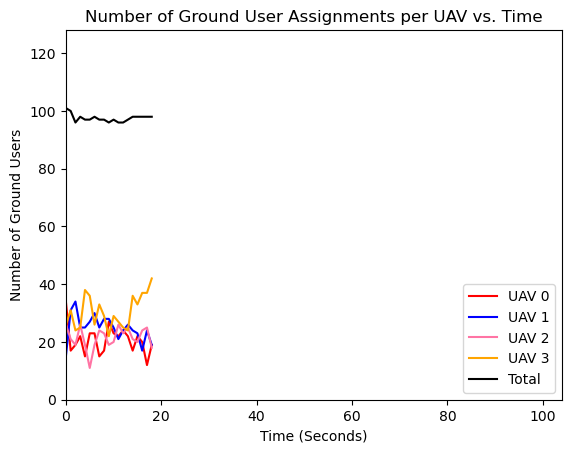 Number of Ground User Assignments per UAV vs. Time
Number of Ground Users
120
100
80
60
40
20
0
0 20 40 60 80 100
Time (Seconds)
UAV 0
UAV 1
UAV 2
UAV 3
Total